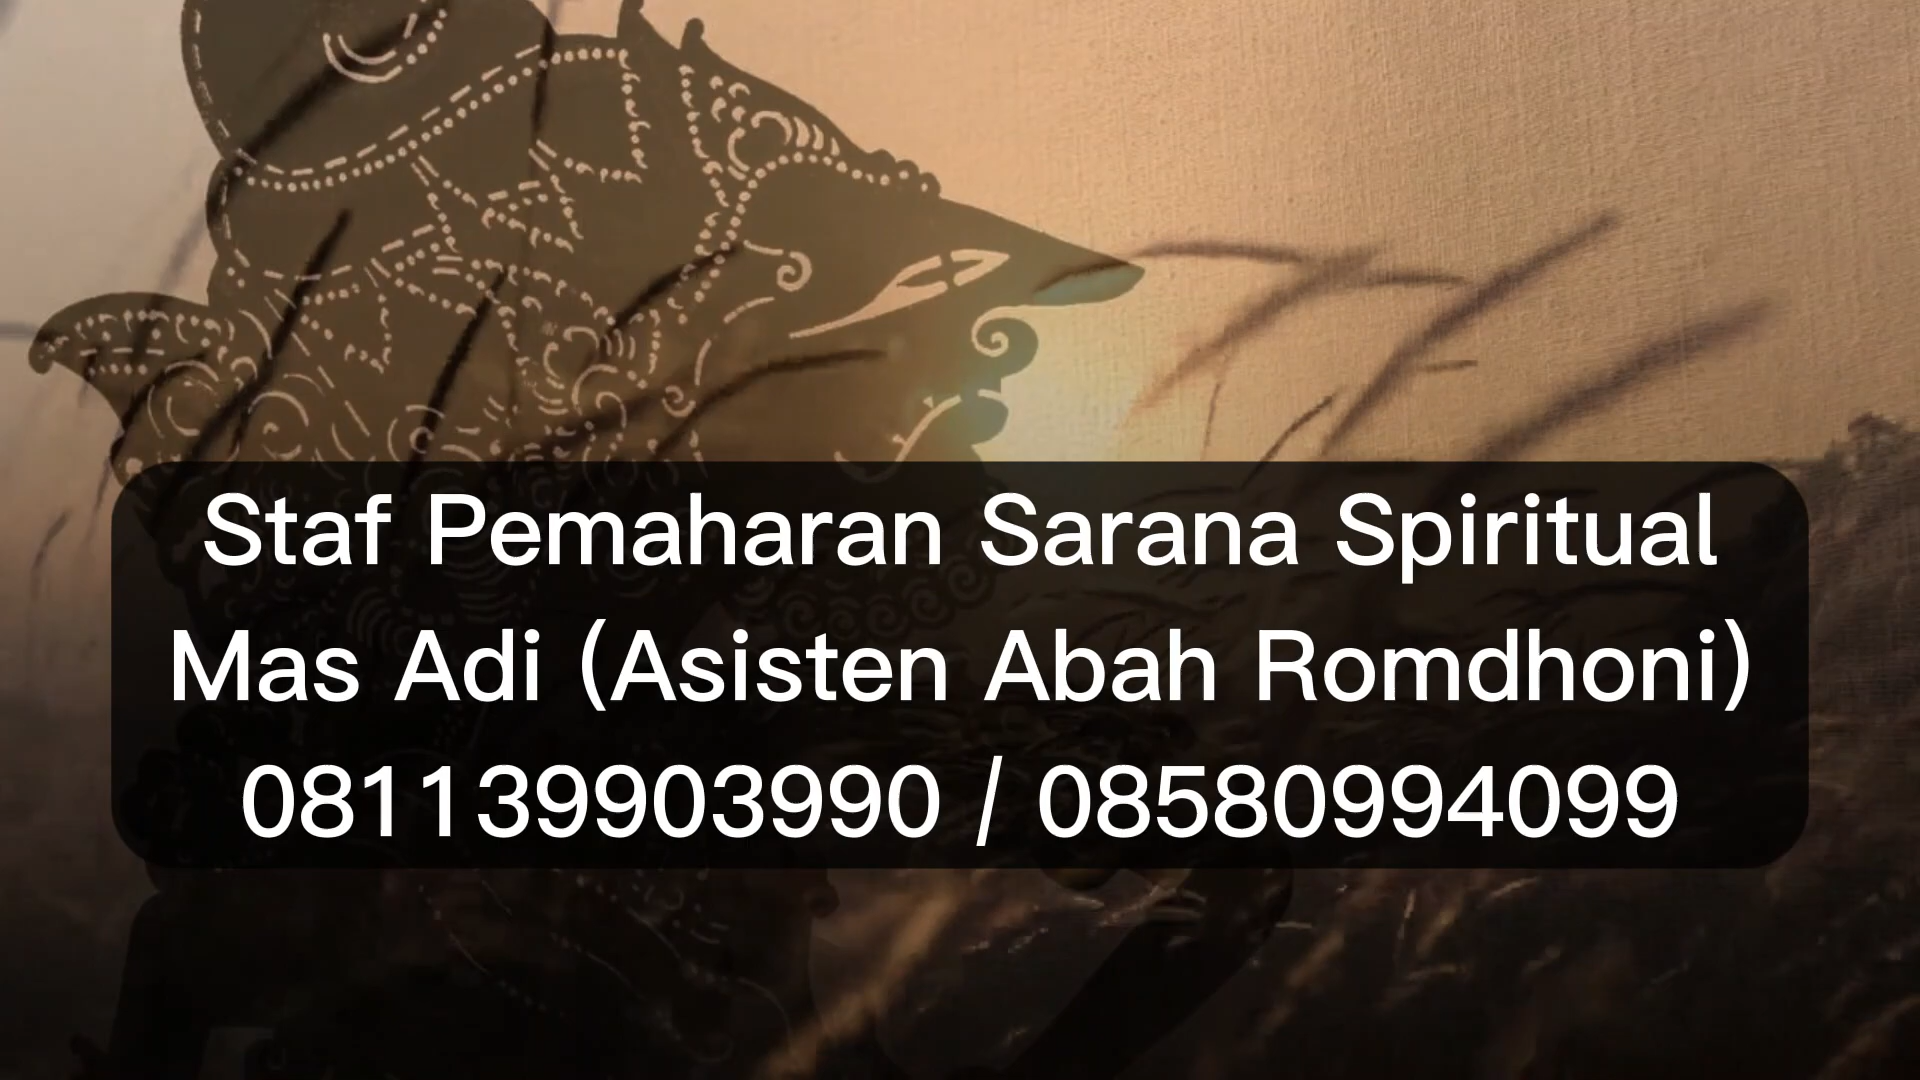 Staf Pemaharan Sarana Spiritual
Mas Adi (Asisten Abah Romdhoni)
081139903990 / 08580994099